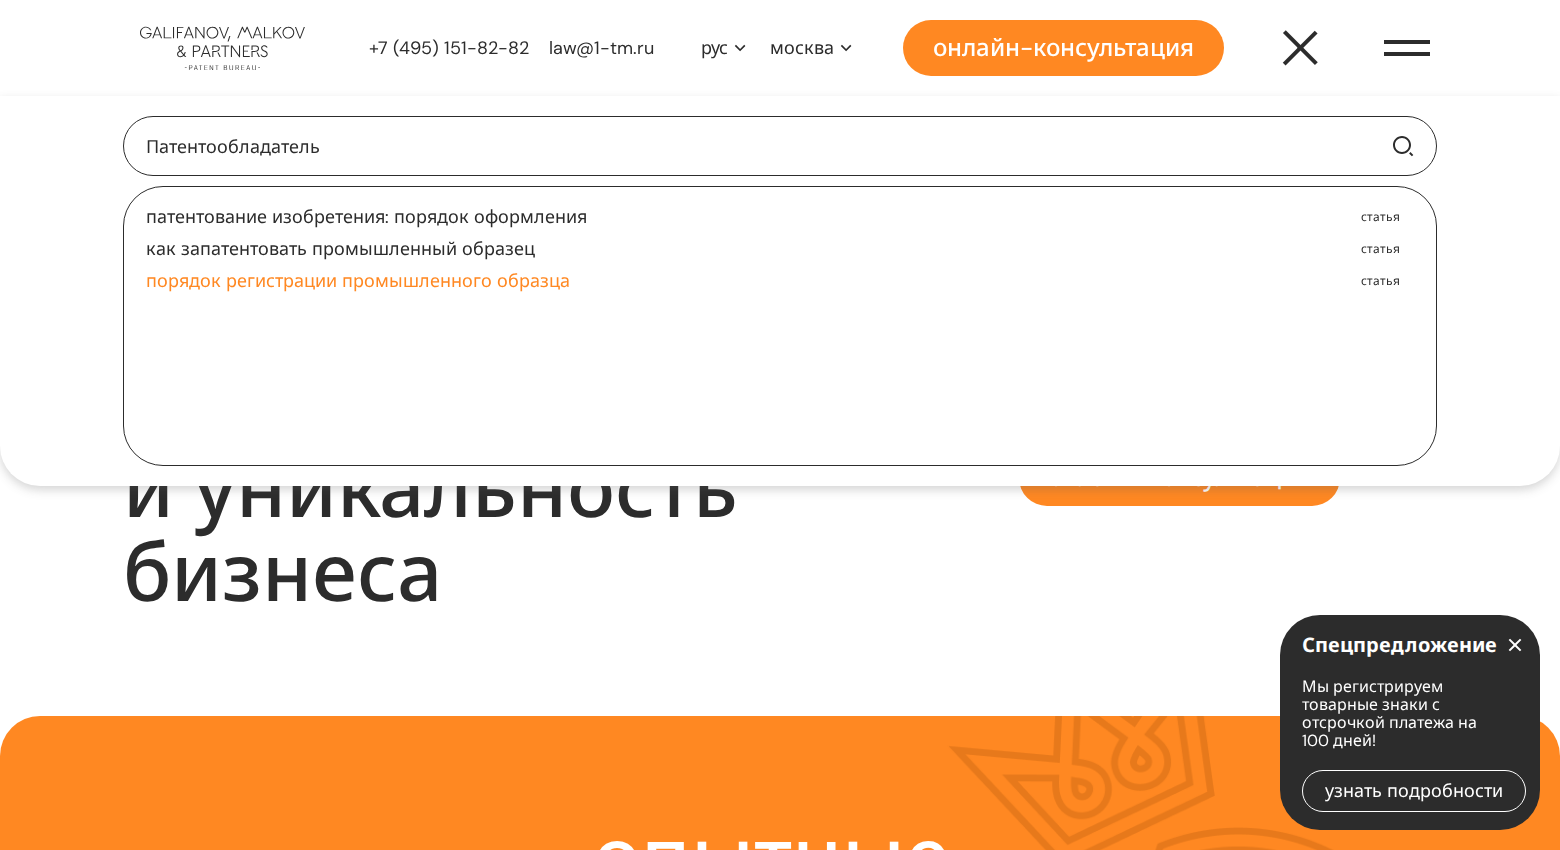 GALIFANOV, MALKOV
& PARTNERS
-PATENT BUREAU-
+7 (495) 151-82-82
law@1-tm.ru
рус
москва
онлайн-консультация
Патентообладатель
патентование изобретения: порядок оформления
статья
как запатентовать промышленный образец
статья
порядок регистрации промышленного образца
статья
и уникальность
бизнеса
Спецпредложение
Мы регистрируем
товарные знаки с
отсрочкой платежа на
100 дней!
узнать подробности
опытные